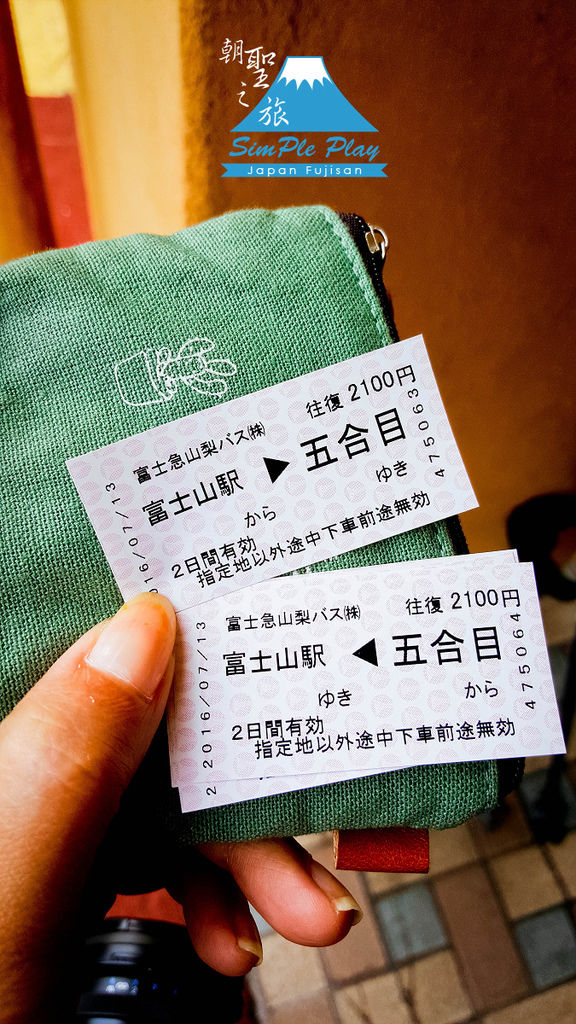 朝聖之旅
SimPle Play
Japan Fujisan
往復 2100円
富士急山梨バス㈱
富士山駅 ▶ 五合目
から ゆき
2日間有効
指定地以外途中下車前途無効
016/07/13
475063
富士急山梨バス㈱ 往復 2100円
富士山駅 ◀ 五合目
ゆき から
2日間有効
指定地以外途中下車前途無効
2016/07/13
475064
2